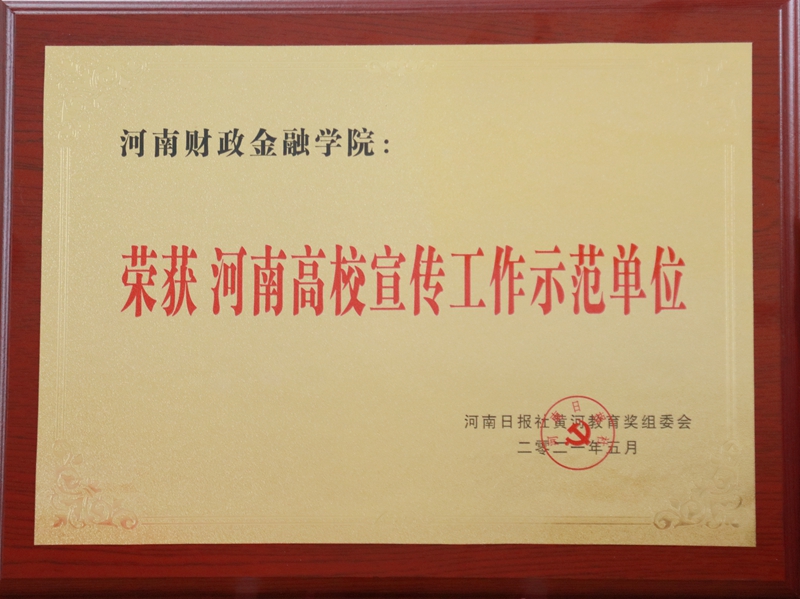 河南财政金融学院：
荣获 河南高校宣传工作示范单位
河南日报社黄河教育奖组委会
二零二一年五月